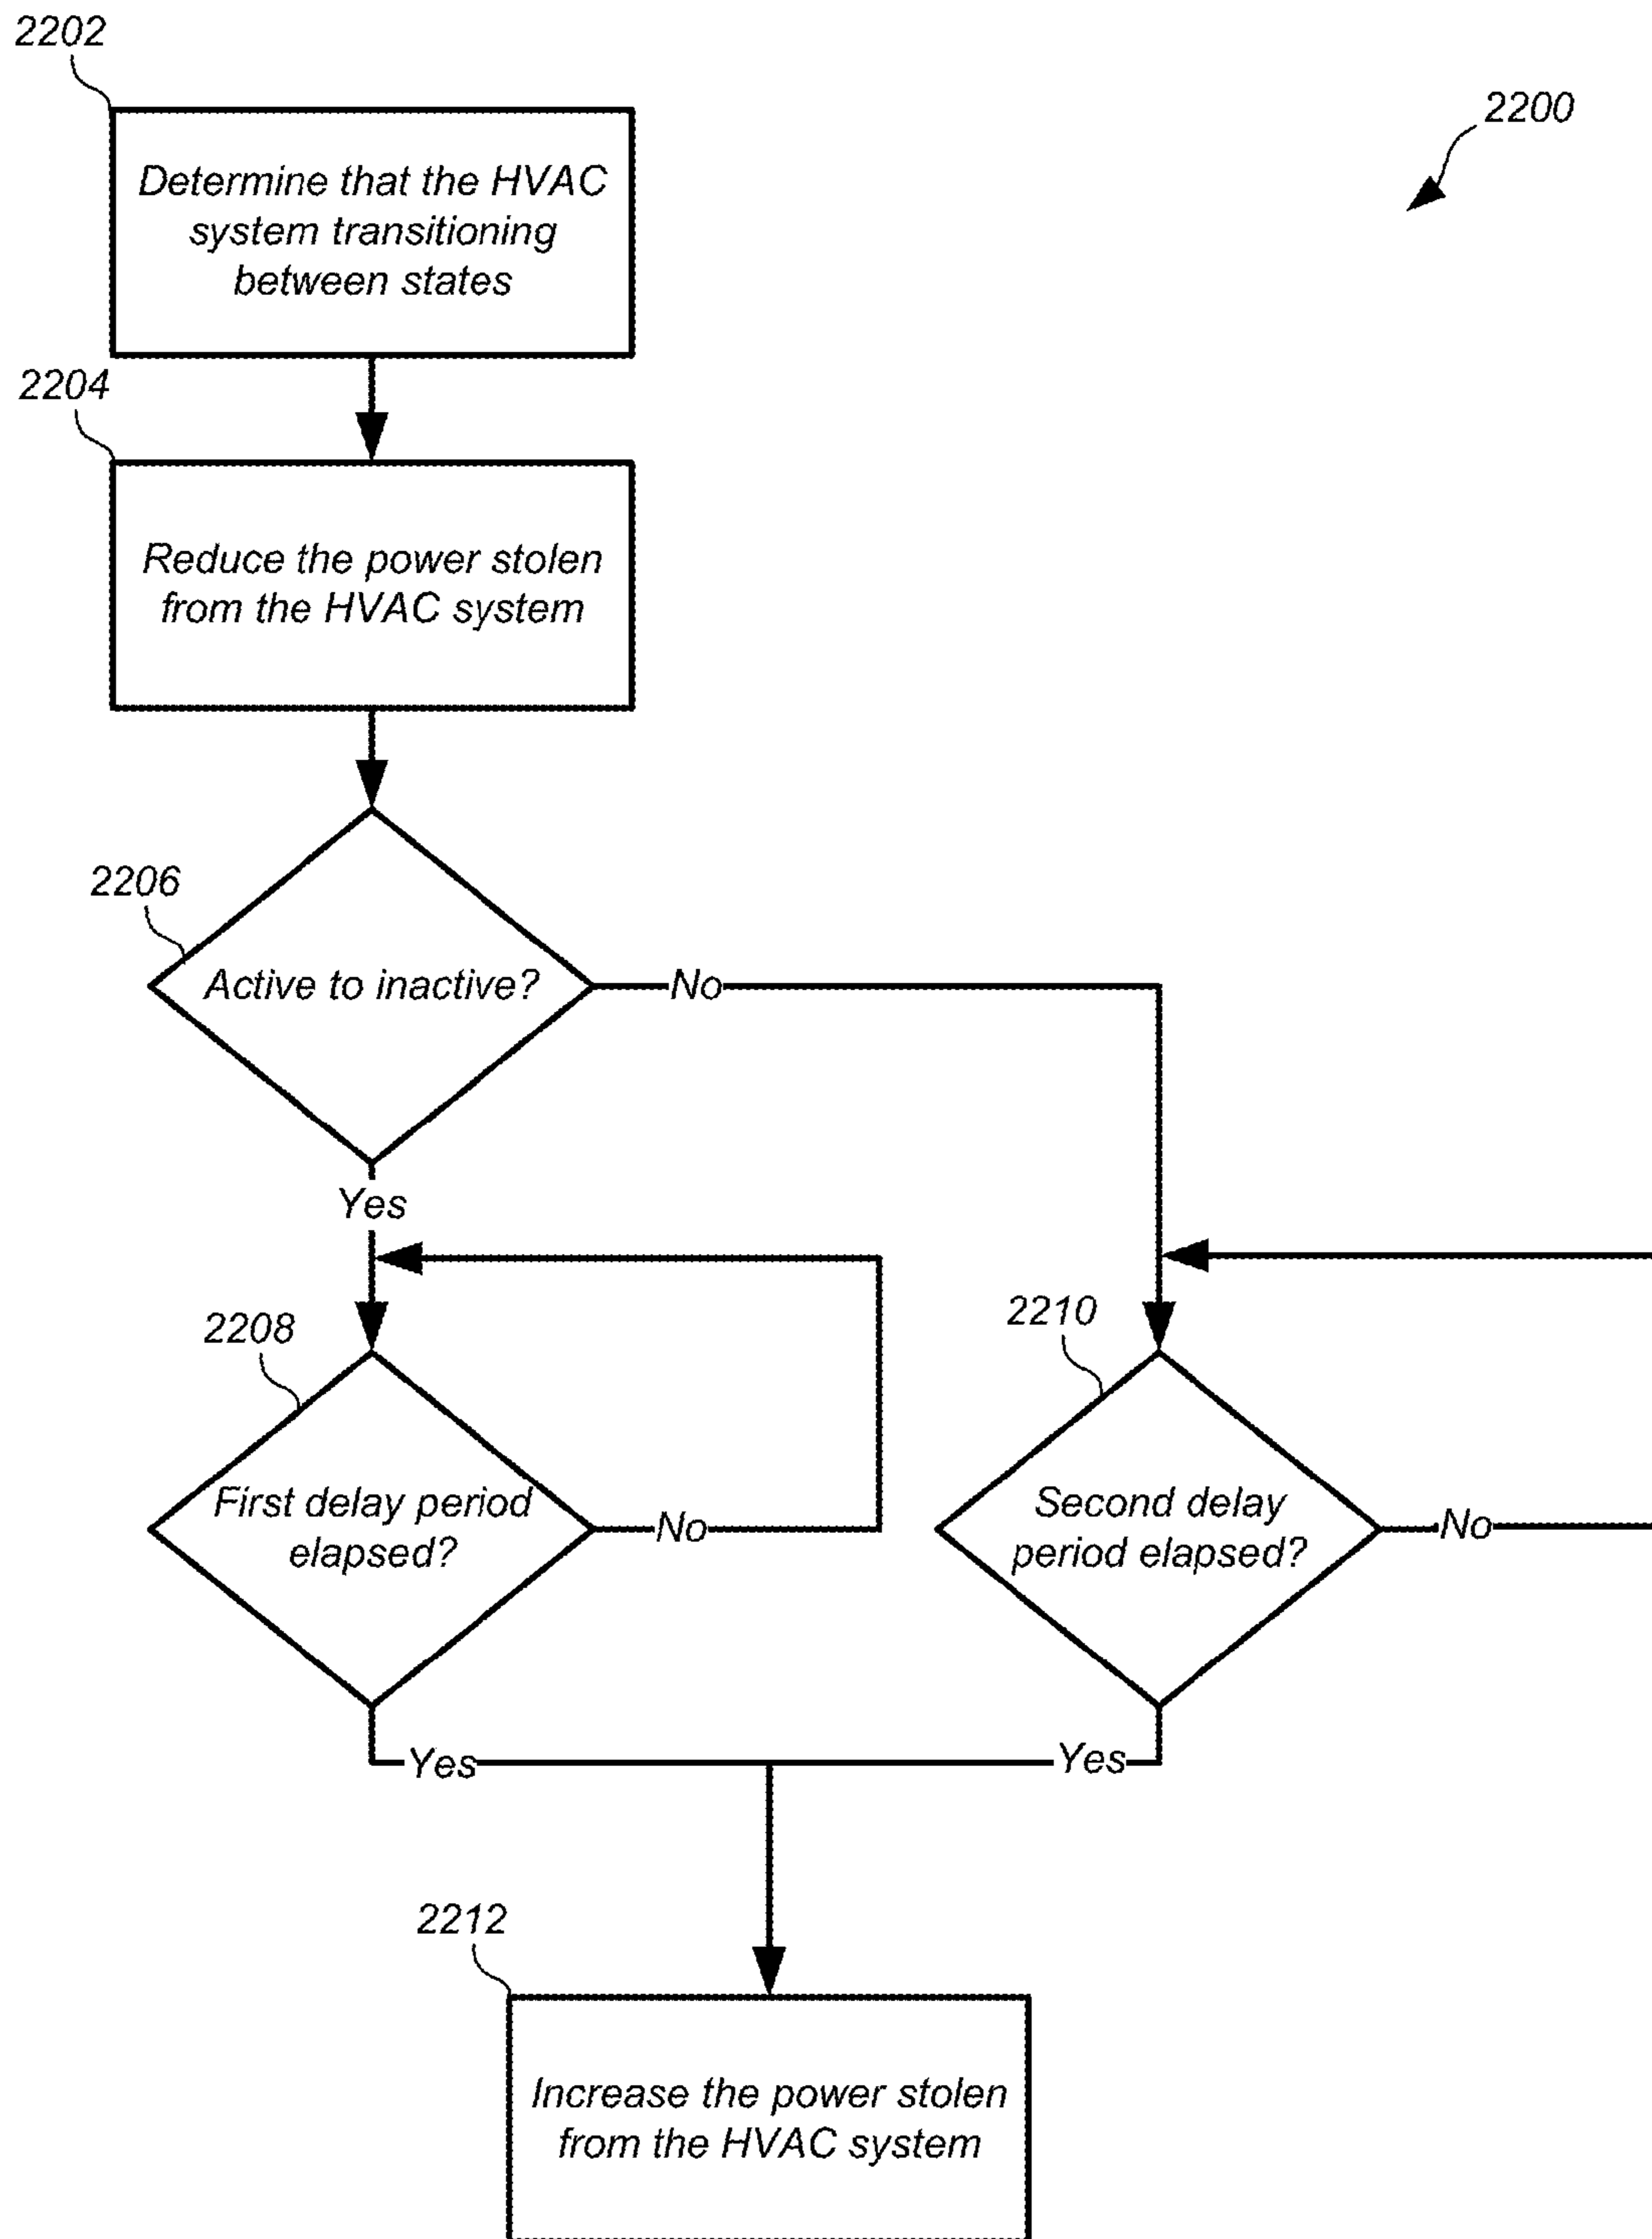 2202
2200
Determine that the HVAC
system transitioning
between states
2204
Reduce the power stolen
from the HVAC system
2206
Active to inactive?
No
Yes
2208
2210
First delay period
elapsed?
No
Second delay
period elapsed?
No
Yes
Yes
2212
Increase the power stolen
from the HVAC system